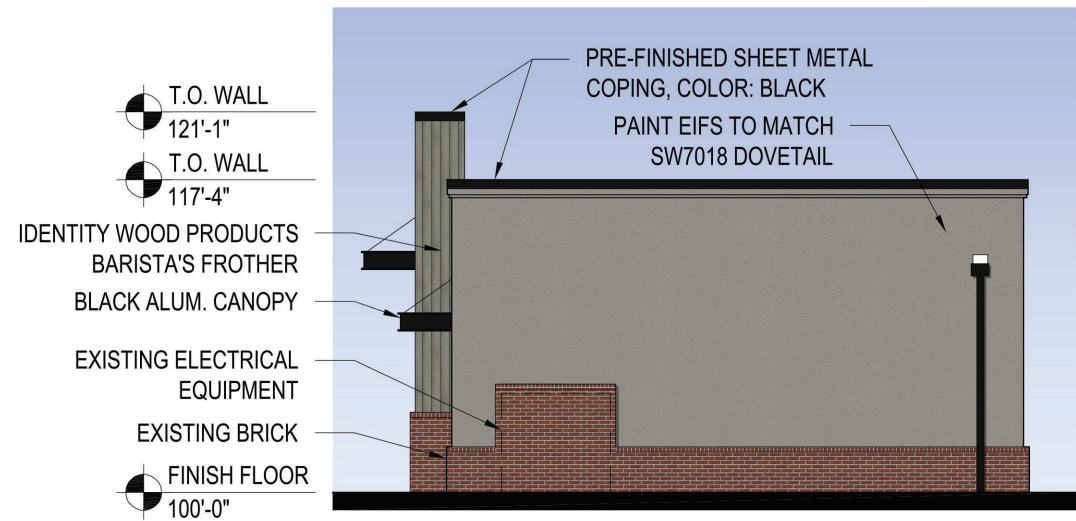 PRE-FINISHED SHEET METAL
COPING, COLOR: BLACK
PAINT EIFS TO MATCH
SW7018 DOVETAIL
T.O. WALL
121'-1"
T.O. WALL
117'-4"
IDENTITY WOOD PRODUCTS
BARISTA'S FROTHER
BLACK ALUM. CANOPY
EXISTING ELECTRICAL
EQUIPMENT
EXISTING BRICK
FINISH FLOOR
100'-0"